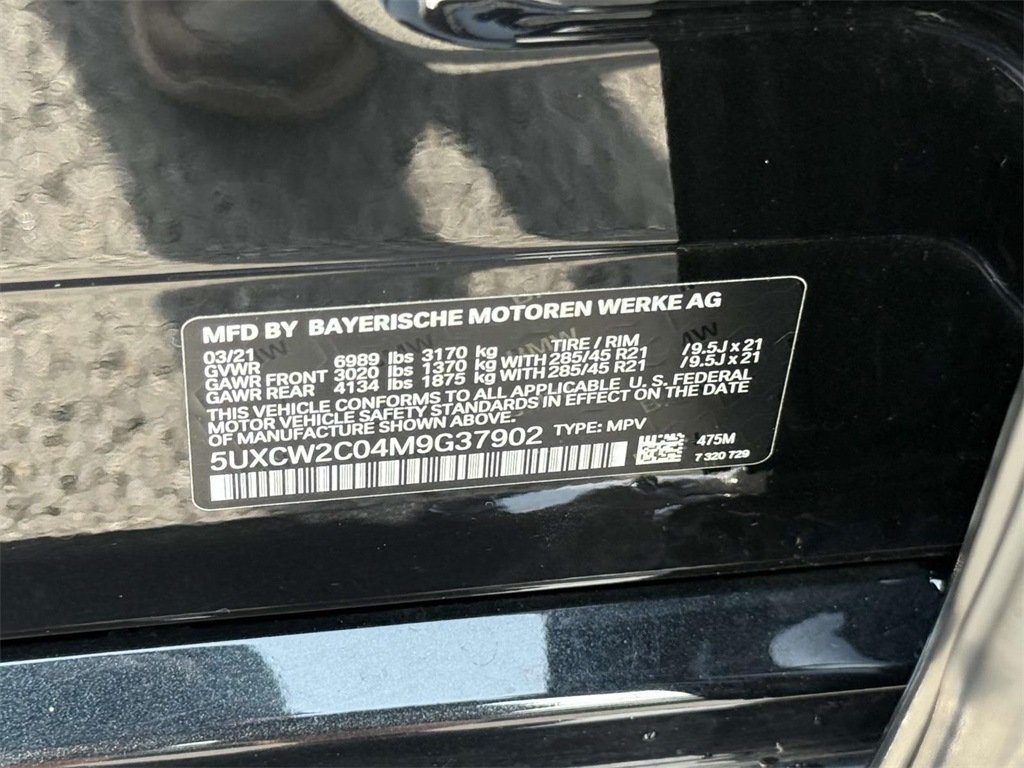 MFD BY BAYERISCHE MOTOREN WERKE AG
03/21 TIRE / RIM
GVWR 6989 lbs 3170 kg
GAWR FRONT 3020 lbs 1370 kg WITH 285/45 R21 / 9.5J x 21
GAWR REAR 4134 lbs 1875 kg WITH 285/45 R21 / 9.5J x 21
THIS VEHICLE CONFORMS TO ALL APPLICABLE U. S. FEDERAL
MOTOR VEHICLE SAFETY STANDARDS IN EFFECT ON THE DATE
OF MANUFACTURE SHOWN ABOVE.
5UXCW2C04M9G37902 TYPE: MPV
475M
7 320 729